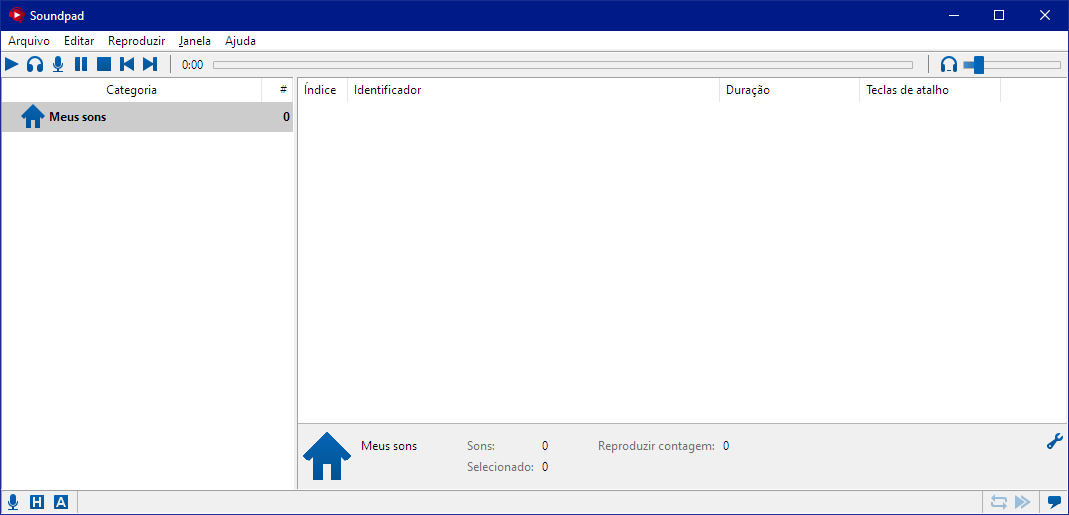 Soundpad
Arquivo Editar Reproduzir Janela Ajuda
0:00
Categoria #
Índice Identificador Duração Teclas de atalho
Meus sons 0
Meus sons Sons: 0 Reproduzir contagem: 0
Selecionado: 0
H A